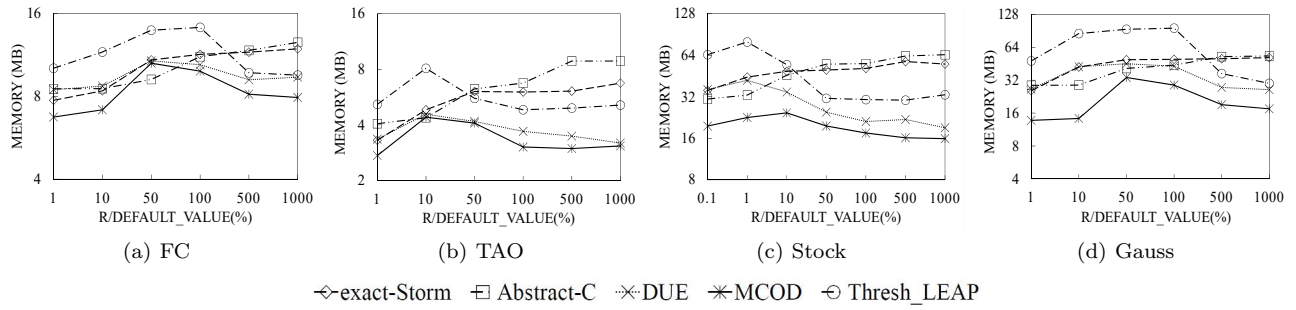 MEMORY (MB)
16
8
4
1 10 50 100 500 1000
R/DEFAULT_VALUE(%)
(a) FC
MEMORY (MB)
16
8
4
2
1 10 50 100 500 1000
R/DEFAULT_VALUE(%)
(b) TAO
MEMORY (MB)
128
64
32
16
8
0.1 1 10 50 100 500 1000
R/DEFAULT_VALUE(%)
(c) Stock
MEMORY (MB)
128
64
32
16
8
4
1 10 50 100 500 1000
R/DEFAULT_VALUE(%)
(d) Gauss
exact-Storm Abstract-C DUE MCOD Thresh_LEAP